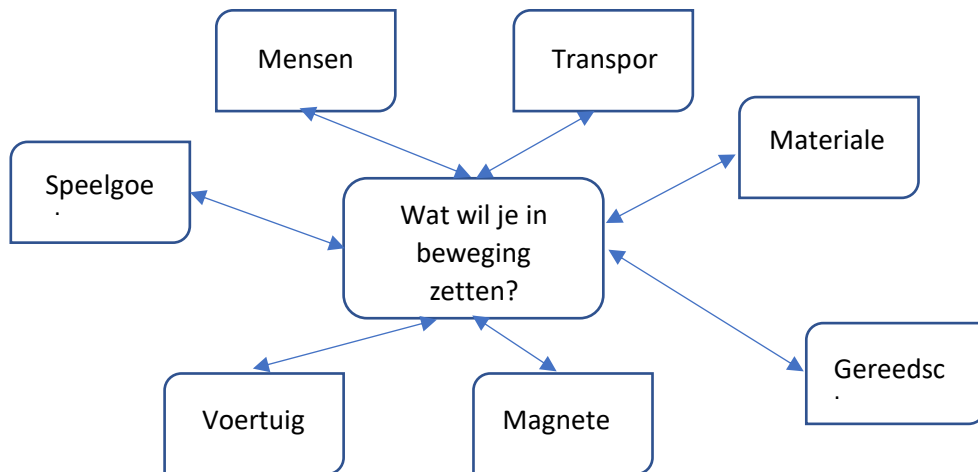 Mensen
Transpor
Materiale
Speelgoe
.
Wat wil je in
beweging
zetten?
Gereedsc
.
Voertuig
Magnete